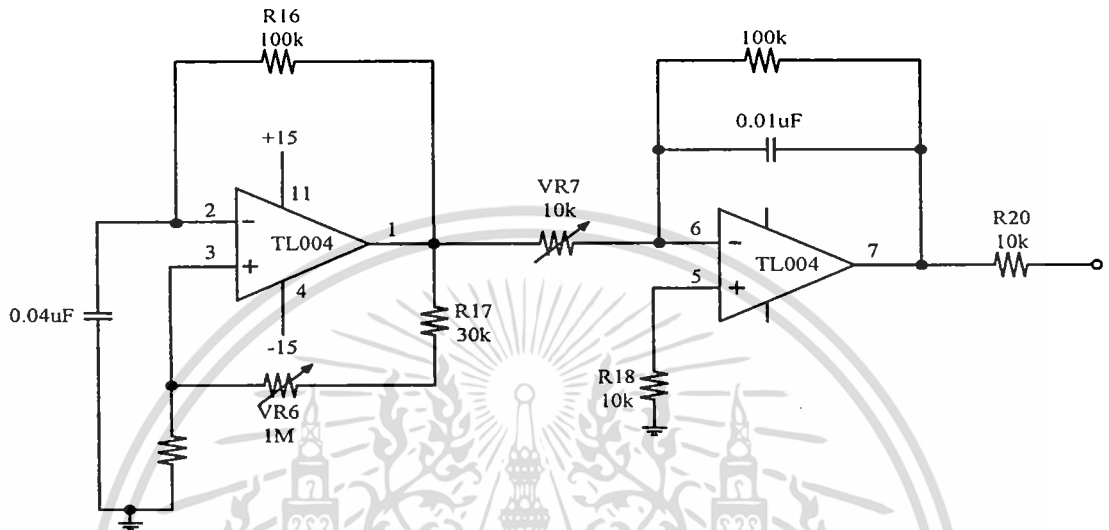 R16
100k
100k
0.01uF
+15
11
2
-
TL004
3
+
1
4
-15
0.04uF
VR7
10k
6
-
TL004
7
5
+
R20
10k
R17
30k
VR6
1M
R18
10k